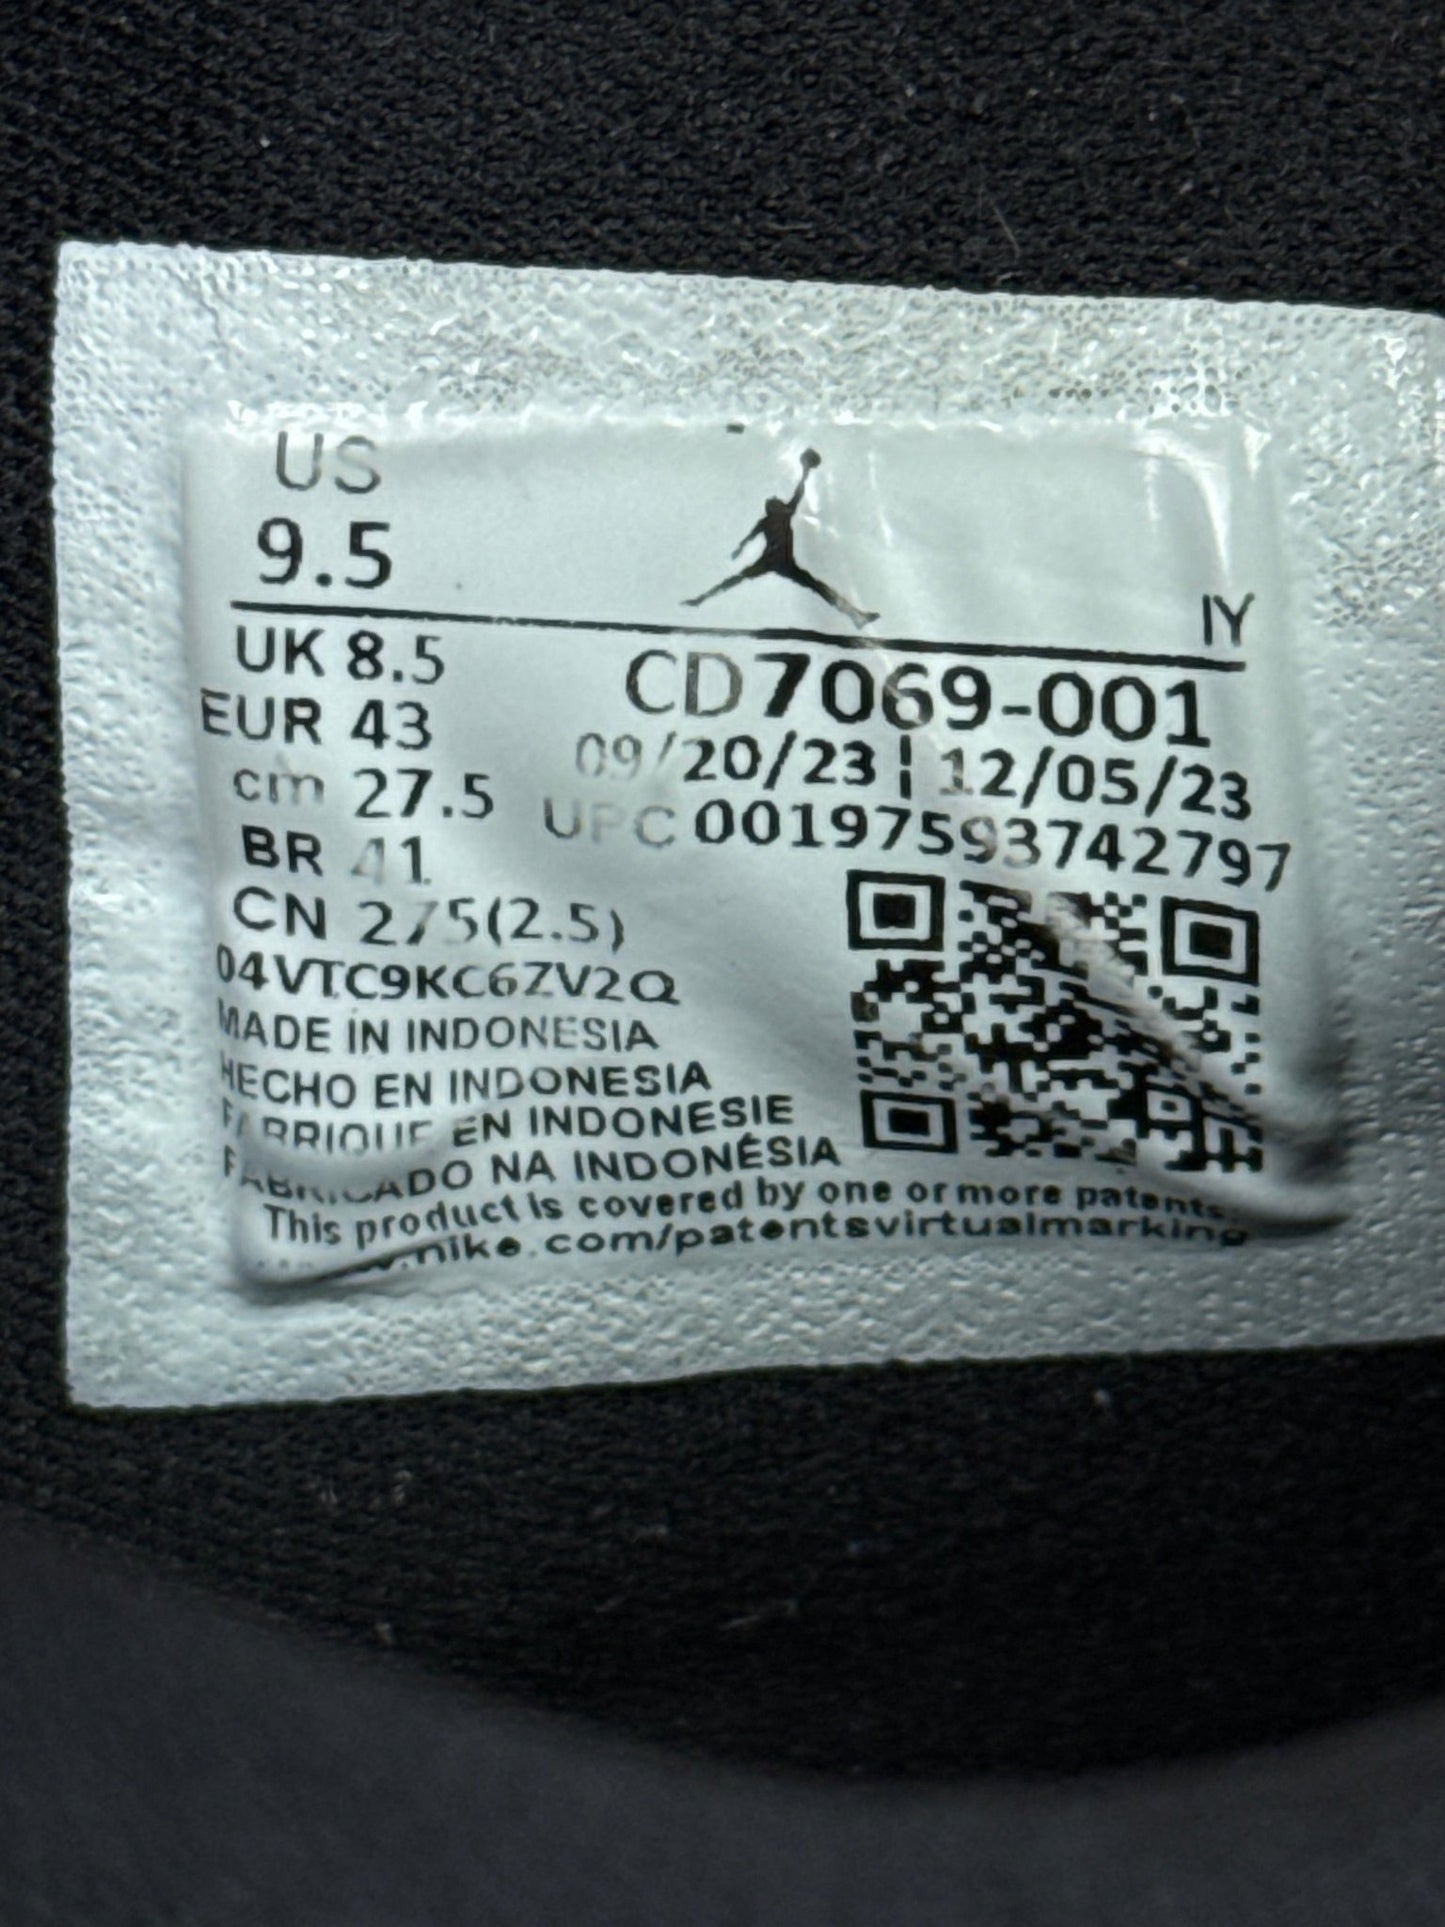 US
9.5
IY
UK 8.5
EUR 43
cm 27.5
BR 41
CN 275(2.5)
CD7069-001
09/20/23 ¦ 12/05/23
UPC 00197593742797
04VTC9KC6ZV2Q
MADE IN INDONESIA
HECHO EN INDONESIA
FABRIQUE EN INDONESIE
FABRICADO NA INDONÉSIA
This product is covered by one or more patents.
.nike.com/patentsvirtualmarking